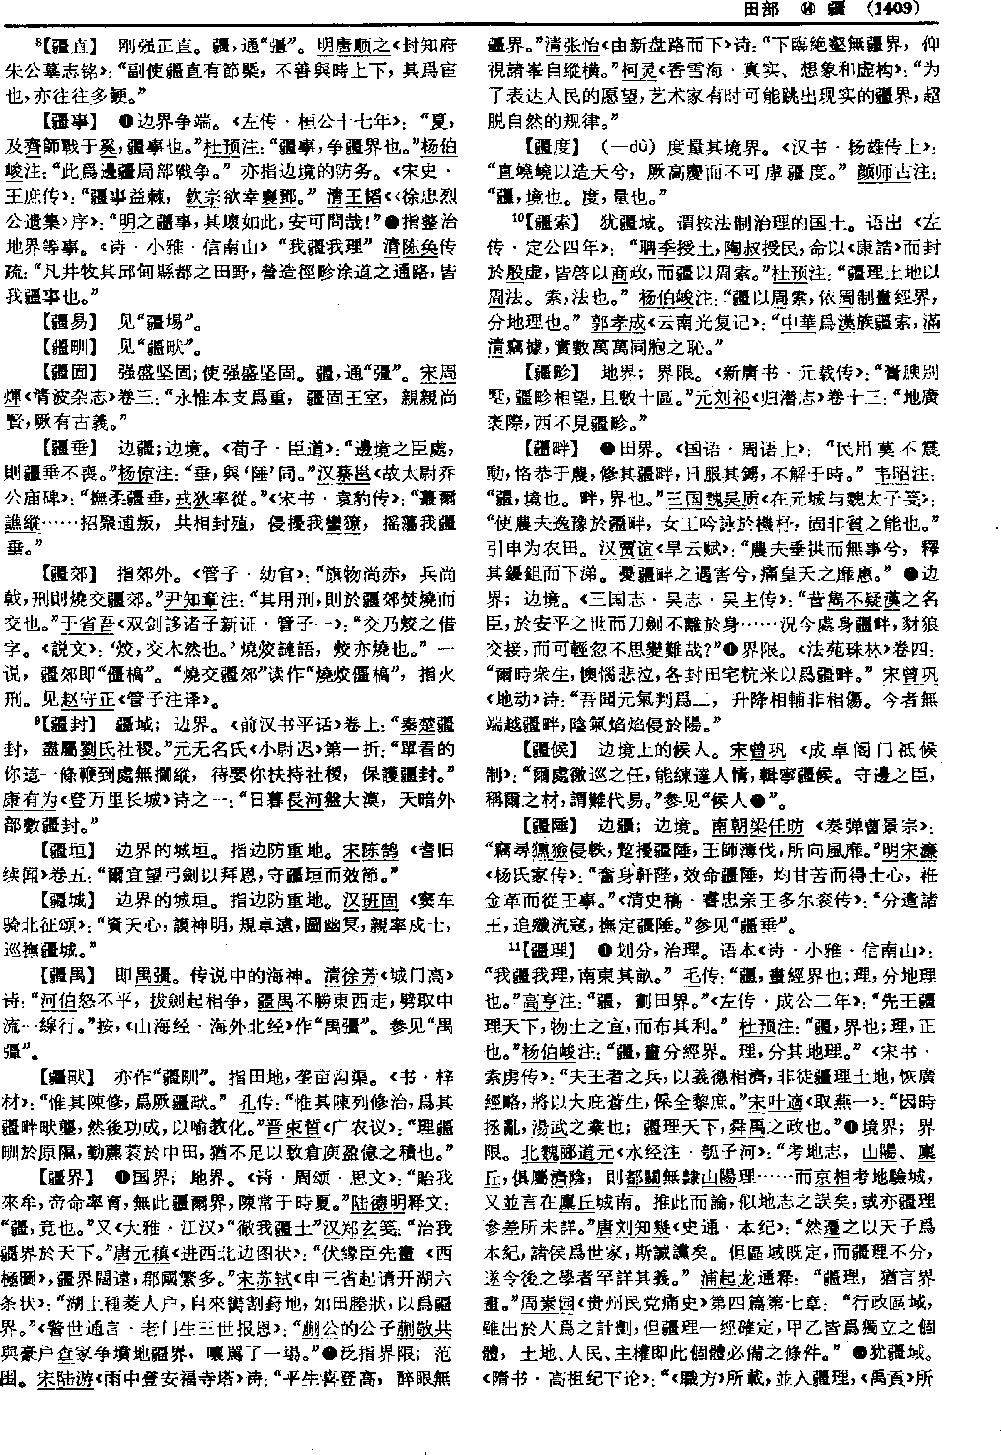 田部 ⑭ 疆 （1409）
⁸【疆直】 刚强正直。疆，通“彊”。明唐顺之《封知府
朱公墓志铭》：“副使疆直有節槩，不善與時上下，其爲宦
也，亦往往多躓。”
【疆事】 ❶边界争端。《左传·桓公十七年》：“夏，
及齊師戰于奚，疆事也。”杜预注：“疆事，争疆界也。”杨伯
峻注：“此爲邊疆局部戰争。”亦指边境的防务。《宋史·
王庶传》：“疆事益棘，欽宗欲幸襄鄧。”清王韬《〈徐忠烈
公遗集〉序》：“明之疆事，其壞如此，安可問哉！”❷指整治
地界等事。《诗·小雅·信南山》“我疆我理”清陈奂传
疏：“凡井牧其邱甸縣都之田野，營造徑畛涂道之通路，皆
我疆事也。”
【疆易】 见“疆埸”。
【疆甽】 见“疆畎”。
【疆固】 强盛坚固；使强盛坚固。疆，通“彊”。宋周
煇《清波杂志》卷三：“永惟本支爲重，疆固王室，親親尚
賢，厥有古義。”
【疆垂】 边疆；边境。《荀子·臣道》：“邊境之臣處，
則疆垂不喪。”杨倞注：“垂，與‘陲’同。”汉蔡邕《故太尉乔
公庙碑》：“撫柔疆垂，戎狄率從。”《宋书·袁豹传》：“蕞爾
譙縱……招聚逋叛，共相封殖，侵擾我蠻獠，摇蕩我疆
垂。”
【疆郊】 指郊外。《管子·幼官》：“旗物尚赤，兵尚
戟，刑則燒交疆郊。”尹知章注：“其用刑，則於疆郊焚燒而
交也。”于省吾《双剑誃诸子新证·管子一》：“交乃烄之借
字。《説文》：‘烄，交木然也。’燒烄謰語，烄亦燒也。”一
说，疆郊即“僵槁”。“燒交疆郊”读作“燒烄僵槁”，指火
刑。见赵守正《管子注译》。
⁹【疆封】 疆域；边界。《前汉书平话》卷上：“秦楚疆
封，盡屬劉氏社稷。”元无名氏《小尉迟》第一折：“單看的
你這一條鞭到處無攔縱，待要你扶持社稷，保護疆封。”
康有为《登万里长城》诗之一：“日暮長河盤大漠，天晴外
部數疆封。”
【疆垣】 边界的城垣。指边防重地。宋陈鹄《耆旧
续闻》卷五：“爾宜望弓劍以拜恩，守疆垣而效節。”
【疆城】 边界的城垣。指边防重地。汉班固《窦车
骑北征颂》：“資天心，謨神明，規卓遠，圖幽冥，親率戎士，
巡撫疆城。”
【疆禺】 即禺彊。传说中的海神。清徐芳《城门高》
诗：“河伯怒不平，拔劍起相争，疆禺不勝東西走，劈取中
流一線行。”按，《山海经·海外北经》作“禺彊”。参见“禺
彊”。
【疆畎】 亦作“疆甽”。指田地，垄亩沟渠。《书·梓
材》：“惟其陳修，爲厥疆畎。”孔传：“惟其陳列修治，爲其
疆畔畎壟，然後功成，以喻教化。”晋束晳《广农议》：“理疆
甽於原隰，勤藨蓘於中田，猶不足以致倉庾盈億之積也。”
【疆界】 ❶国界；地界。《诗·周颂·思文》：“貽我
來牟，帝命率育，無此疆爾界，陳常于時夏。”陆德明释文：
“疆，竟也。”又《大雅·江汉》“徹我疆土”汉郑玄笺：“治我
疆界於天下。”唐元稹《进西北边图状》：“伏緣臣先畫《西
極圖》，疆界闊遠，郡國繁多。”宋苏轼《申三省起请开湖六
条状》：“湖上種菱人户，自來臠割葑地，如田塍狀，以爲疆
界。”《警世通言·老门生三世报恩》：“蒯公的公子蒯敬共
與豪户查家争墳地疆界，嚷罵了一場。”❷泛指界限；范
围。宋陆游《雨中登安福寺塔》诗：“平生喜登高，醉眼無
疆界。”清张怡《由新盘路而下》诗：“下臨絶壑無疆界，仰
視諸峯自縱横。”柯灵《香雪海·真实、想象和虚构》：“为
了表达人民的愿望，艺术家有时可能跳出现实的疆界，超
脱自然的规律。”
【疆度】 （—duó）度量其境界。《汉书·扬雄传上》：
“直嶢嶢以造天兮，厥高慶而不可虖疆度。”颜师古注：
“疆，境也。度，量也。”
¹⁰【疆索】 犹疆域。谓按法制治理的国土。语出《左
传·定公四年》：“聃季授土，陶叔授民，命以《康誥》而封
於殷虚，皆啓以商政，而疆以周索。”杜预注：“疆理土地以
周法。索，法也。”杨伯峻注：“疆以周索，依周制畫經界，
分地理也。”郭孝成《云南光复记》：“中華爲漢族疆索，滿
清竊據，實數萬萬同胞之恥。”
【疆畛】 地界；界限。《新唐书·元载传》：“膏腴别
墅，疆畛相望，且數十區。”元刘祁《归潜志》卷十三：“地廣
袤際，西不見疆畛。”
【疆畔】 ❶田界。《国语·周语上》：“民用莫不震
動，恪恭于農，修其疆畔，日服其鎛，不解于時。”韦昭注：
“疆，境也。畔，界也。”三国魏吴质《在元城与魏太子笺》：
“使農夫逸豫於疆畔，女工吟詠於機杼，固非質之能也。”
引申为农田。汉贾谊《旱云赋》：“農夫垂拱而無事兮，釋
其鋤鉏而下涕。憂疆畔之遇害兮，痛皇天之靡惠。”❷边
界；边境。《三国志·吴志·吴主传》：“昔雋不疑漢之名
臣，於安平之世而刀劍不離於身……況今處身疆畔，豺狼
交接，而可輕忽不思變難哉？”❸界限。《法苑珠林》卷四：
“爾時衆生，懊惱悲泣，各封田宅秔米以爲疆畔。”宋曾巩
《地动》诗：“吾聞元氣判爲二，升降相輔非相傷。今者無
端越疆畔，陰氣焰焰侵於陽。”
【疆候】 边境上的候人。宋曾巩《成卓閤门祗候
制》：“爾處徼巡之任，能練達人情，輯寧疆候。守邊之臣，
稱爾之材，謂難代易。”参见“候人❶”。
【疆陲】 边疆；边境。南朝梁任昉《奏弹曹景宗》：
“竊尋獯獫侵軼，蹔擾疆陲，王師薄伐，所向風靡。”明宋濂
《杨氏家传》：“奮身軒陛，效命疆陲，均甘苦而得士心，衽
金革而從王事。”《清史稿·睿忠亲王多尔衮传》：“分遣諸
王，追殲流寇，撫定疆陲。”参见“疆垂”。
¹¹【疆理】 ❶划分，治理。语本《诗·小雅·信南山》：
“我疆我理，南東其畝。”毛传：“疆，畫經界也；理，分地理
也。”高亨注：“疆，劃田界。”《左传·成公二年》：“先王疆
理天下，物土之宜，而布其利。”杜预注：“疆，界也；理，正
也。”杨伯峻注：“疆，畫分經界。理，分其地理。”《宋书·
索虏传》：“夫王者之兵，以義德相濟，非徒疆理土地，恢廣
經略，將以大庇蒼生，保全黎庶。”宋叶適《取燕一》：“因時
拯亂，湯武之業也；疆理天下，舜禹之政也。”❷境界；界
限。北魏郦道元《水经注·瓠子河》：“考地志，山陽、廩
丘，俱屬濟陰，則都關無隸山陽理……而京相考地驗城，
又並言在廩丘城南。推此而論，似地志之誤矣；或亦疆理
参差所未詳。”唐刘知幾《史通·本纪》：“然遷之以天子爲
本紀，諸侯爲世家，斯誠讜矣。但區域既定，而疆理不分，
遂令後之學者罕詳其義。”浦起龙通释：“疆理，猶言界
畫。”周素园《贵州民党痛史》第四篇第七章：“行政區域，
雖出於人爲之計劃，但疆理一經確定，甲乙皆爲獨立之個
體，土地、人民、主權即此個體必備之條件。”❸犹疆域。
《隋书·高祖纪下论》：“《職方》所載，並入疆理，《禹貢》所